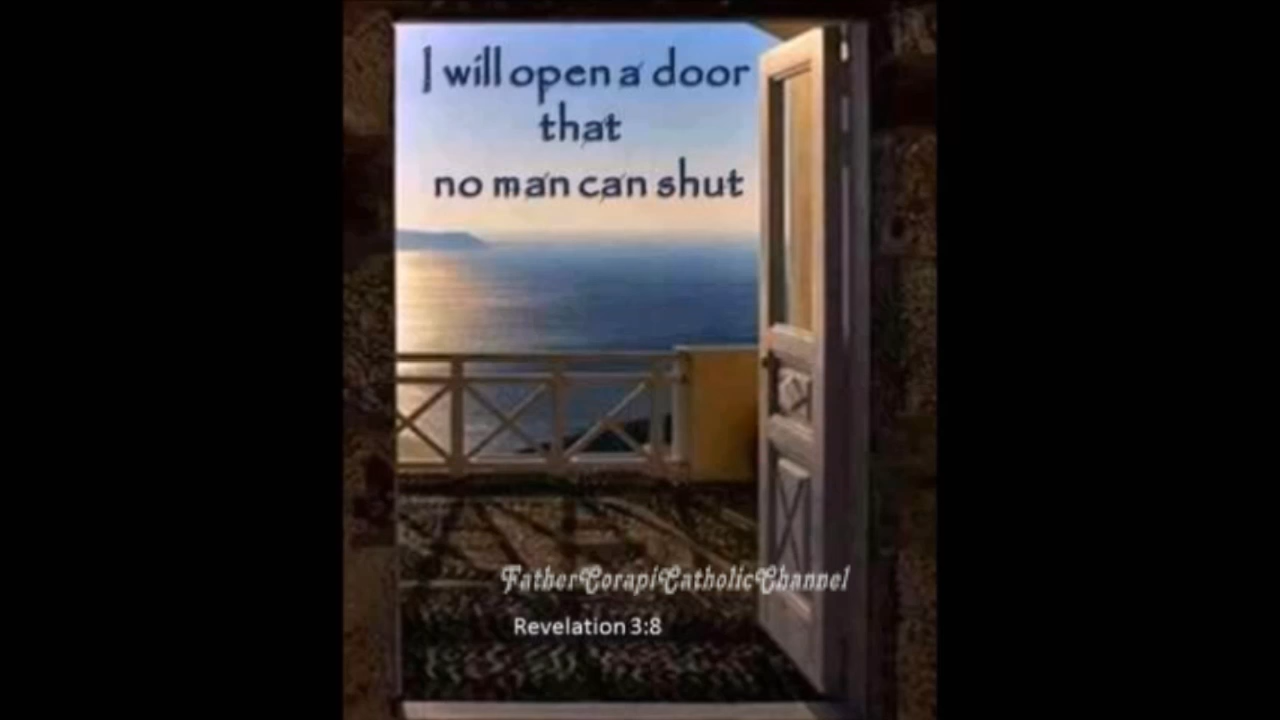 I will open a door
that
no man can shut
FatherCorapiCatholicChannel
Revelation 3:8